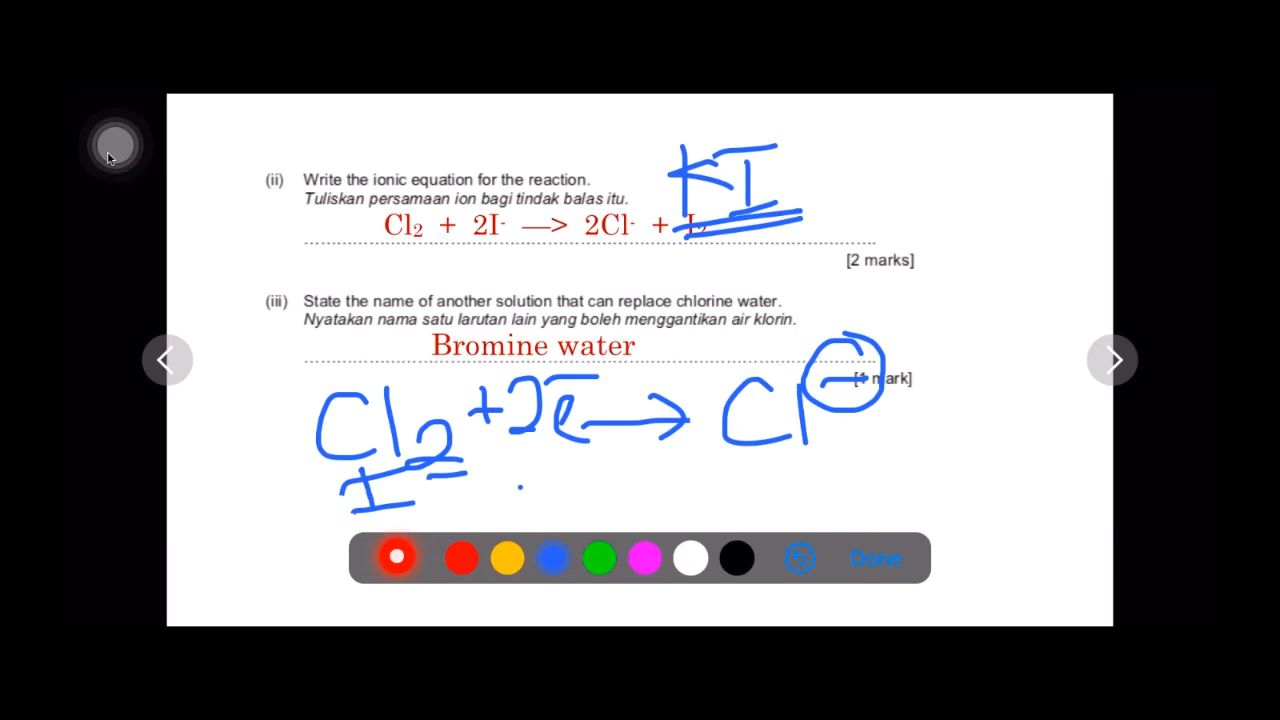 (ii) Write the ionic equation for the reaction.
Tuliskan persamaan ion bagi tindak balas itu.
KI
Cl₂ + 2I⁻ —> 2Cl⁻ + I₂
[2 marks]
(iii) State the name of another solution that can replace chlorine water.
Nyatakan nama satu larutan lain yang boleh menggantikan air klorin.
Bromine water
[1 mark]
Cl₂ + 2e⁻ → Cl⁻
I
Done